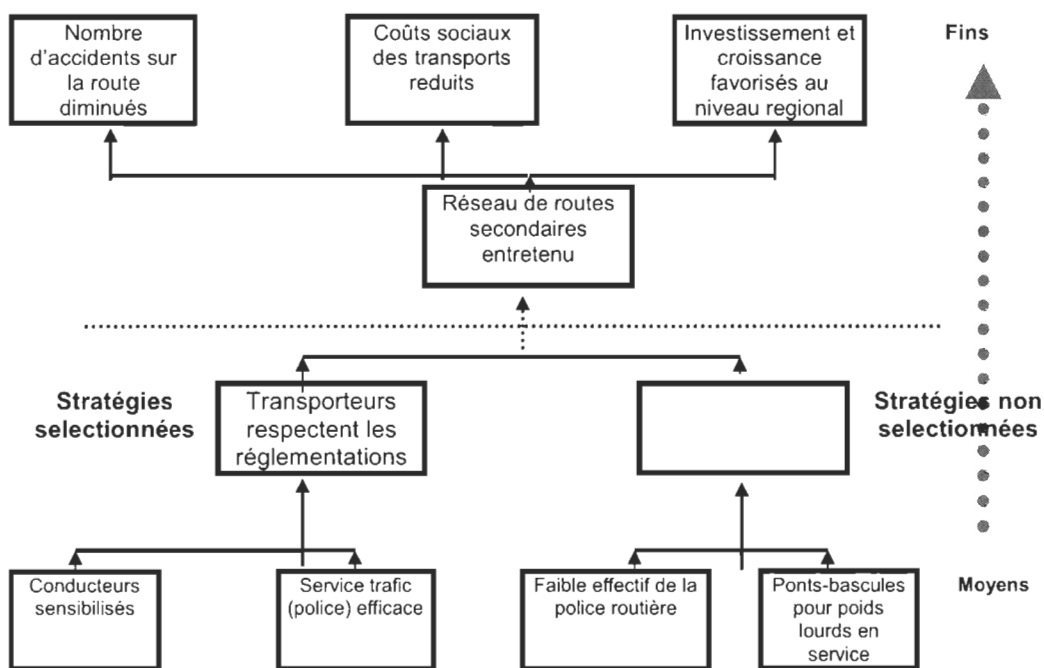 Nombre
d'accidents sur
la route
diminués
Coûts sociaux
des transports
reduits
Investissement et
croissance
favorisés au
niveau regional
Fins
Réseau de routes
secondaires
entretenu
Stratégies
selectionnées
Transporteurs
respectent les
réglementations
Stratégies non
selectionnées
Conducteurs
sensibilisés
Service trafic
(police) efficace
Faible effectif de la
police routière
Ponts-bascules
pour poids
lourds en
service
Moyens